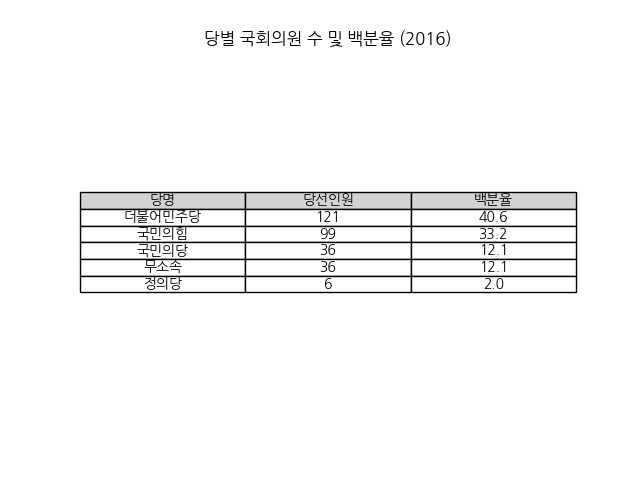 당별 국회의원 수 및 백분율 (2016)
당명 당선인원 백분율
더불어민주당 121 40.6
국민의힘 99 33.2
국민의당 36 12.1
무소속 36 12.1
정의당 6 2.0